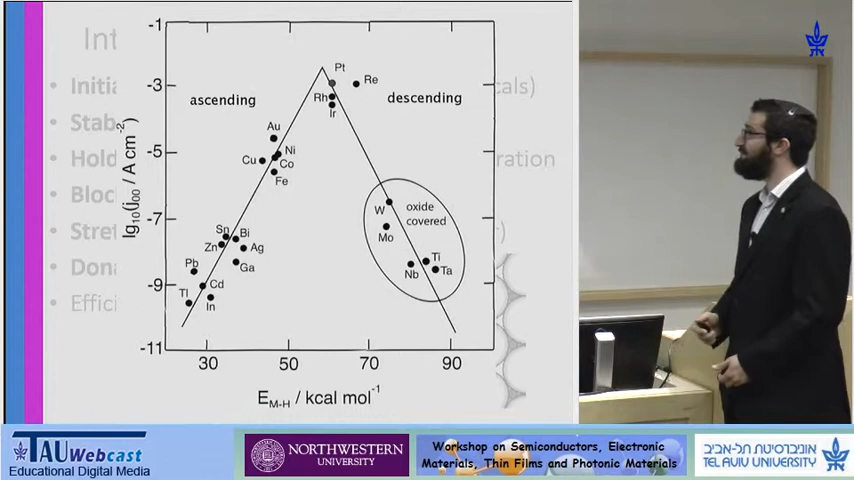 Int
Initia
cals)
Stab
Hold
ration
Bloc
Stret
r)
Dona
Effici
-1
-3
-5
-7
-9
-11
30
50
70
90
lg10(j00 / A cm-2)
EM-H / kcal mol-1
ascending
descending
Pt
Re
Rh
Ir
Au
Ni
Cu
Co
Fe
Sn
Bi
Zn
Ag
Ga
Pb
Cd
Tl
In
W
oxide
covered
Mo
Ti
Nb
Ta
TAU Webcast
Educational Digital Media
NORTHWESTERN
UNIVERSITY
Workshop on Semiconductors, Electronic
Materials, Thin Films and Photonic Materials
אוניברסיטת תל-אביב
TEL AVIV UNIVERSITY